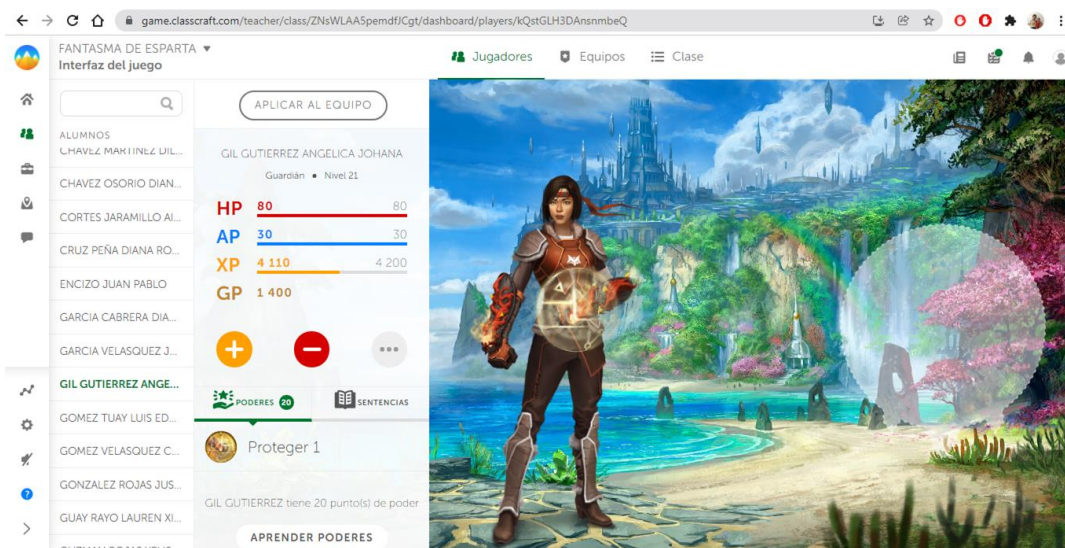 game.classcraft.com/teacher/class/ZNsWLAA5pemdfJCgt/dashboard/players/kQstGLH3DAnsnmbeQ
FANTASMA DE ESPARTA
Interfaz del juego
Jugadores
Equipos
Clase
ALUMNOS
CHAVEZ MARTINEZ DIL...
CHAVEZ OSORIO DIAN...
CORTES JARAMILLO AI...
CRUZ PEÑA DIANA RO...
ENCIZO JUAN PABLO
GARCIA CABRERA DIA...
GARCIA VELASQUEZ J...
GIL GUTIERREZ ANGE...
GOMEZ TUAY LUIS ED...
GOMEZ VELASQUEZ C...
GONZALEZ ROJAS JUS...
GUAY RAYO LAUREN XI...
APLICAR AL EQUIPO
GIL GUTIERREZ ANGELICA JOHANA
Guardián • Nivel 21
HP 80 80
AP 30 30
XP 4 110 4 200
GP 1 400
PODERES 20
SENTENCIAS
Proteger 1
GIL GUTIERREZ tiene 20 punto(s) de poder
APRENDER PODERES